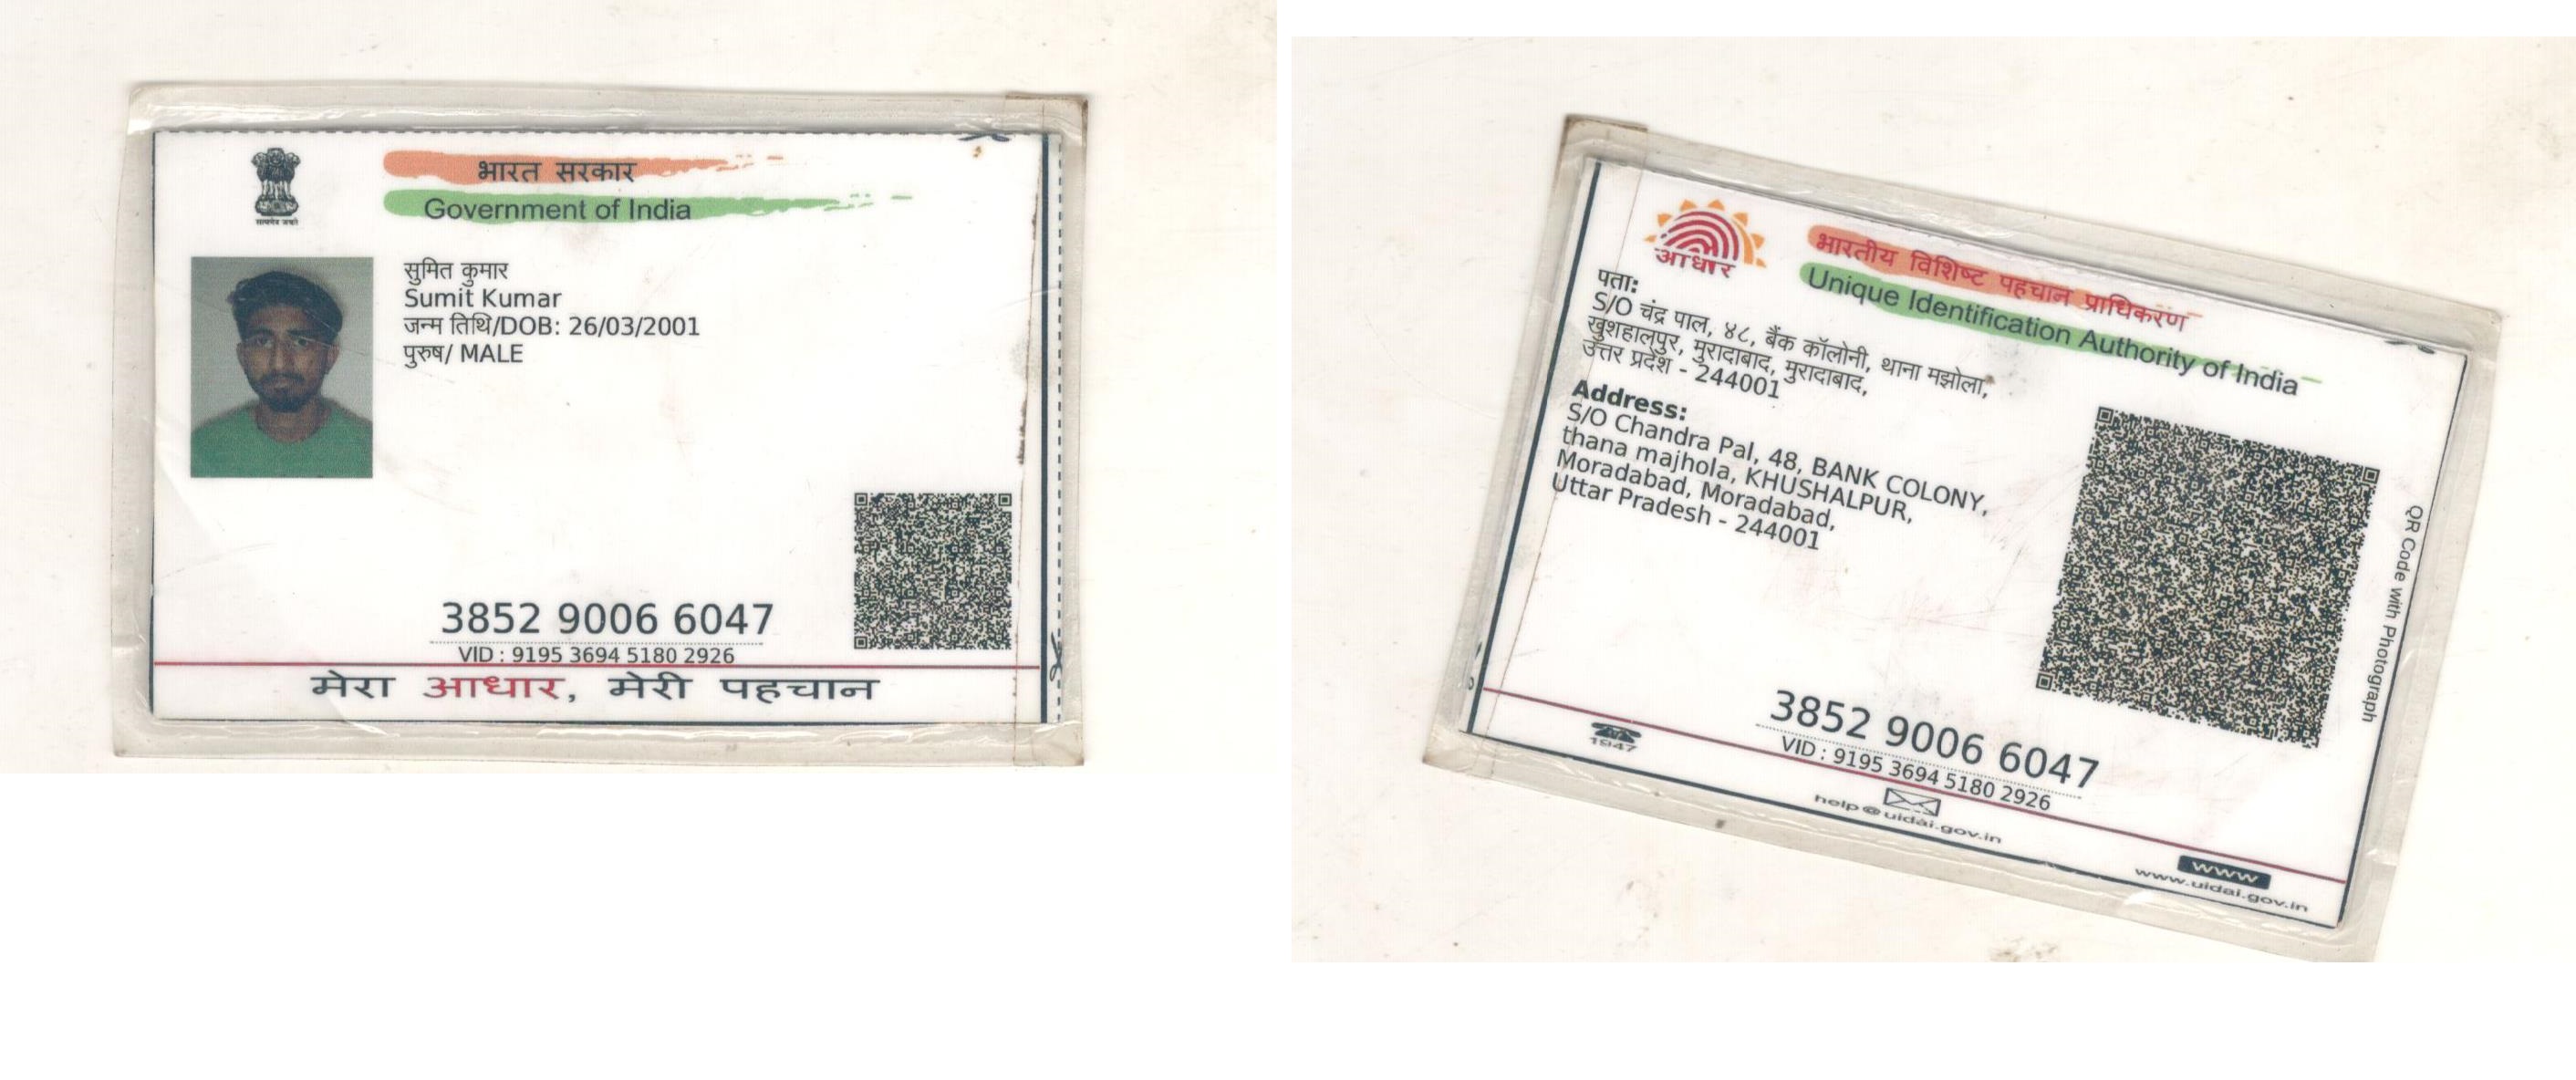 सत्यमेव जयते
भारत सरकार
Government of India
सुमित कुमार
Sumit Kumar
जन्म तिथि/DOB: 26/03/2001
पुरुष/ MALE
3852 9006 6047
VID : 9195 3694 5180 2926
मेरा आधार, मेरी पहचान
आधार
भारतीय विशिष्ट पहचान प्राधिकरण
Unique Identification Authority of India
पता:
S/O चंद्र पाल, ४८, बैंक कॉलोनी, थाना मझोला,
खुशहालपुर, मुरादाबाद, मुरादाबाद,
उत्तर प्रदेश - 244001
Address:
S/O Chandra Pal, 48, BANK COLONY,
thana majhola, KHUSHALPUR,
Moradabad, Moradabad,
Uttar Pradesh - 244001
QR Code with Photograph
3852 9006 6047
VID : 9195 3694 5180 2926
1947
help@uidai.gov.in
www
www.uidai.gov.in